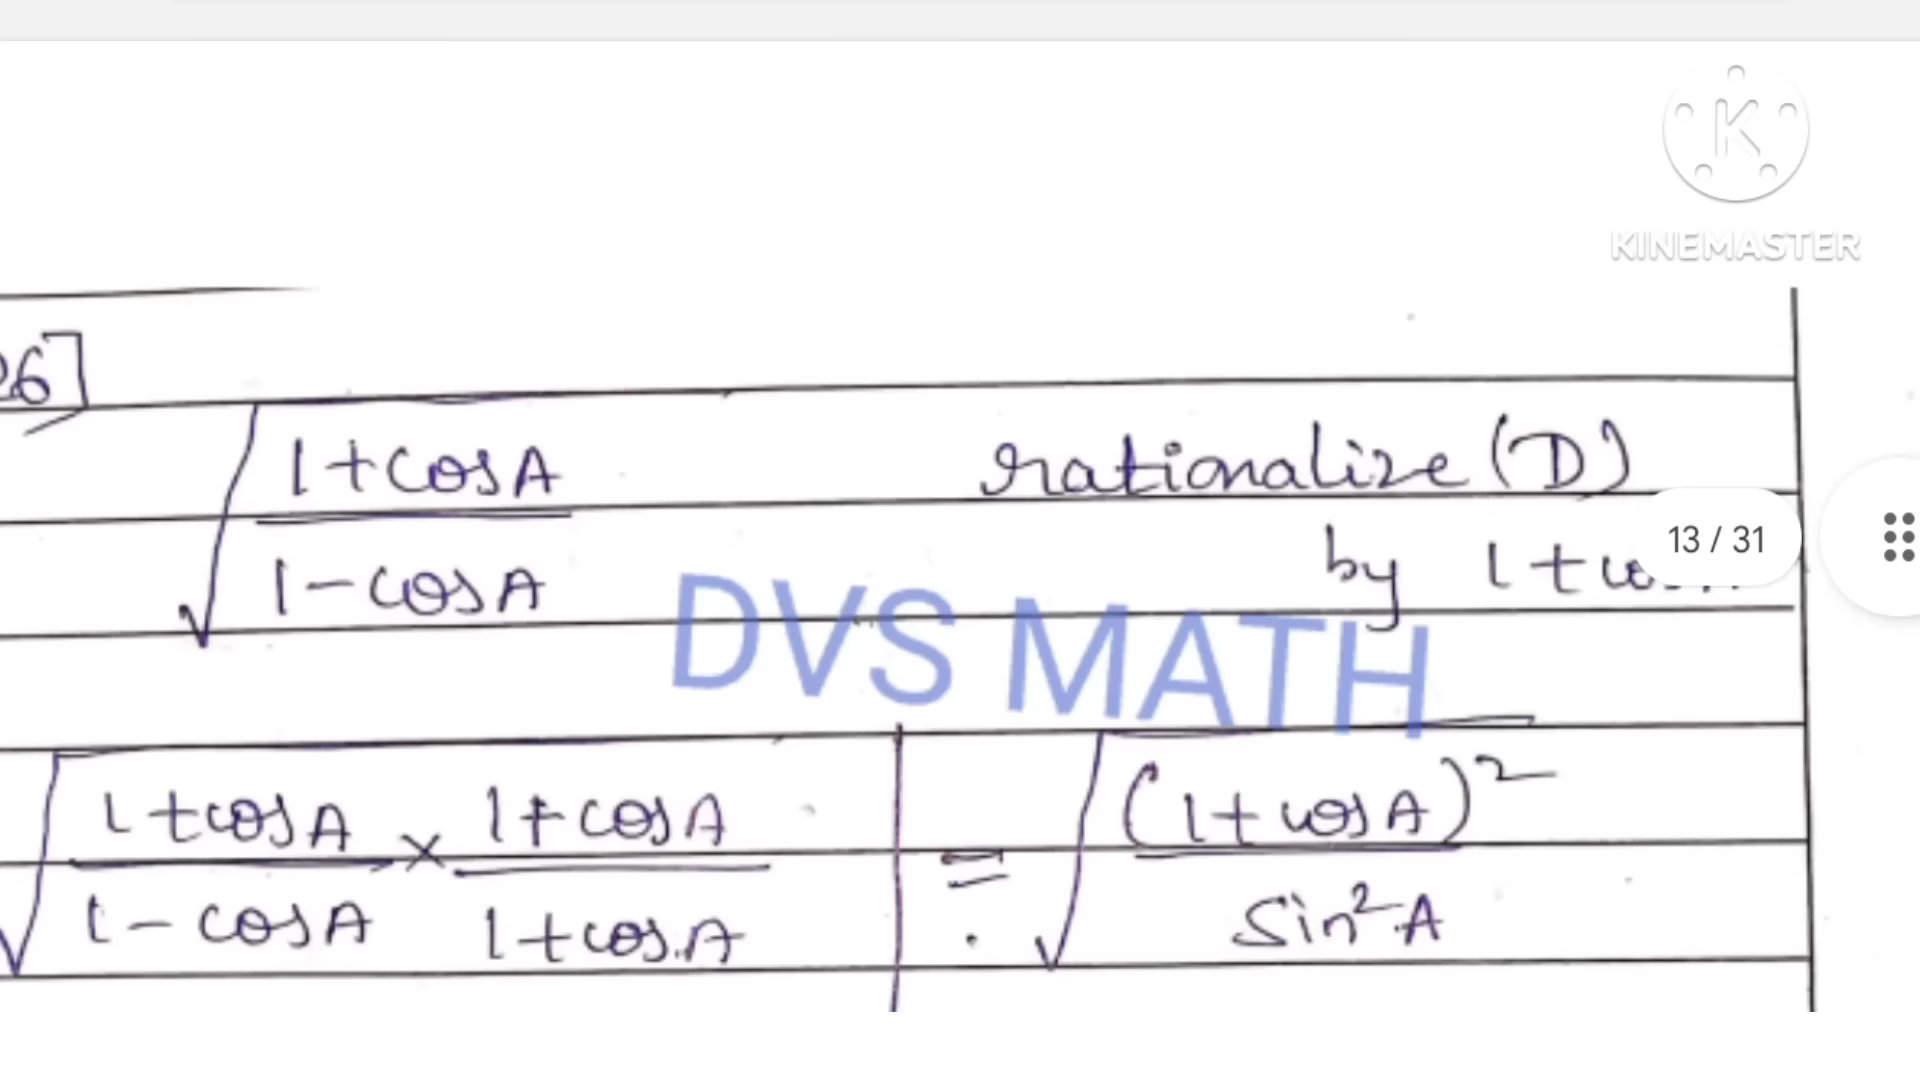 KINEMASTER
26]
√(1+cosA / 1-cosA) rationalize (D)
13 / 31
by 1+
DVS MATH
√(1+cosA / 1-cosA × 1+cosA / 1+cosA) = √((1+cosA)² / Sin²A)